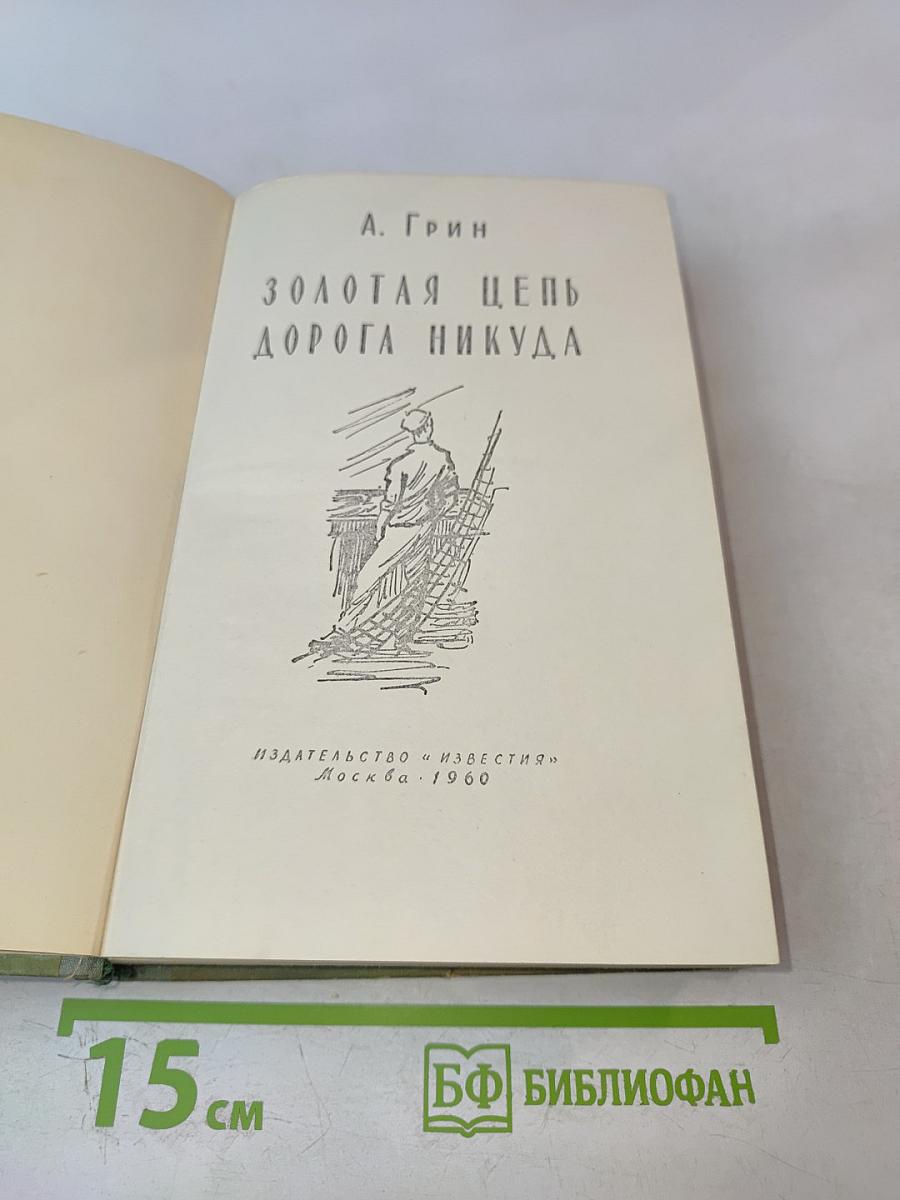 А. Грин
ЗОЛОТАЯ ЦЕПЬ
ДОРОГА НИКУДА
ИЗДАТЕЛЬСТВО «ИЗВЕСТИЯ»
Москва · 1960
15 см
БФ БИБЛИОФАН